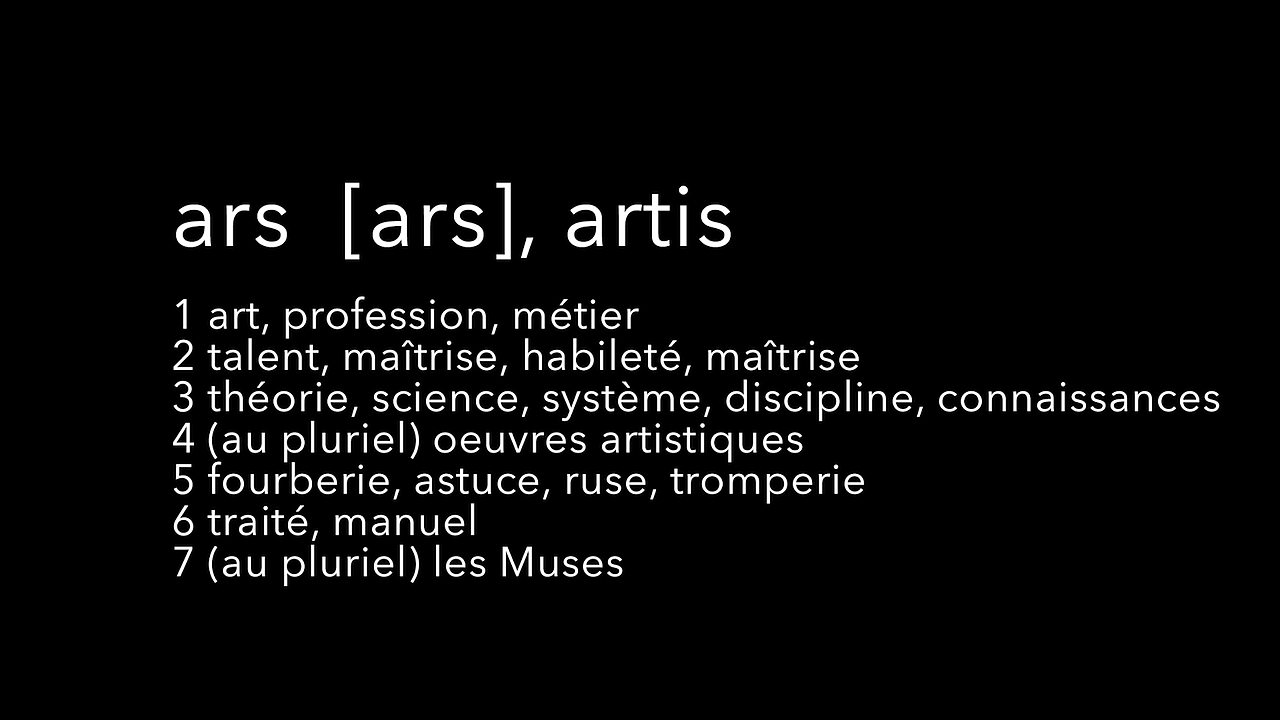 ars [ars], artis
1 art, profession, métier
2 talent, maîtrise, habileté, maîtrise
3 théorie, science, système, discipline, connaissances
4 (au pluriel) oeuvres artistiques
5 fourberie, astuce, ruse, tromperie
6 traité, manuel
7 (au pluriel) les Muses